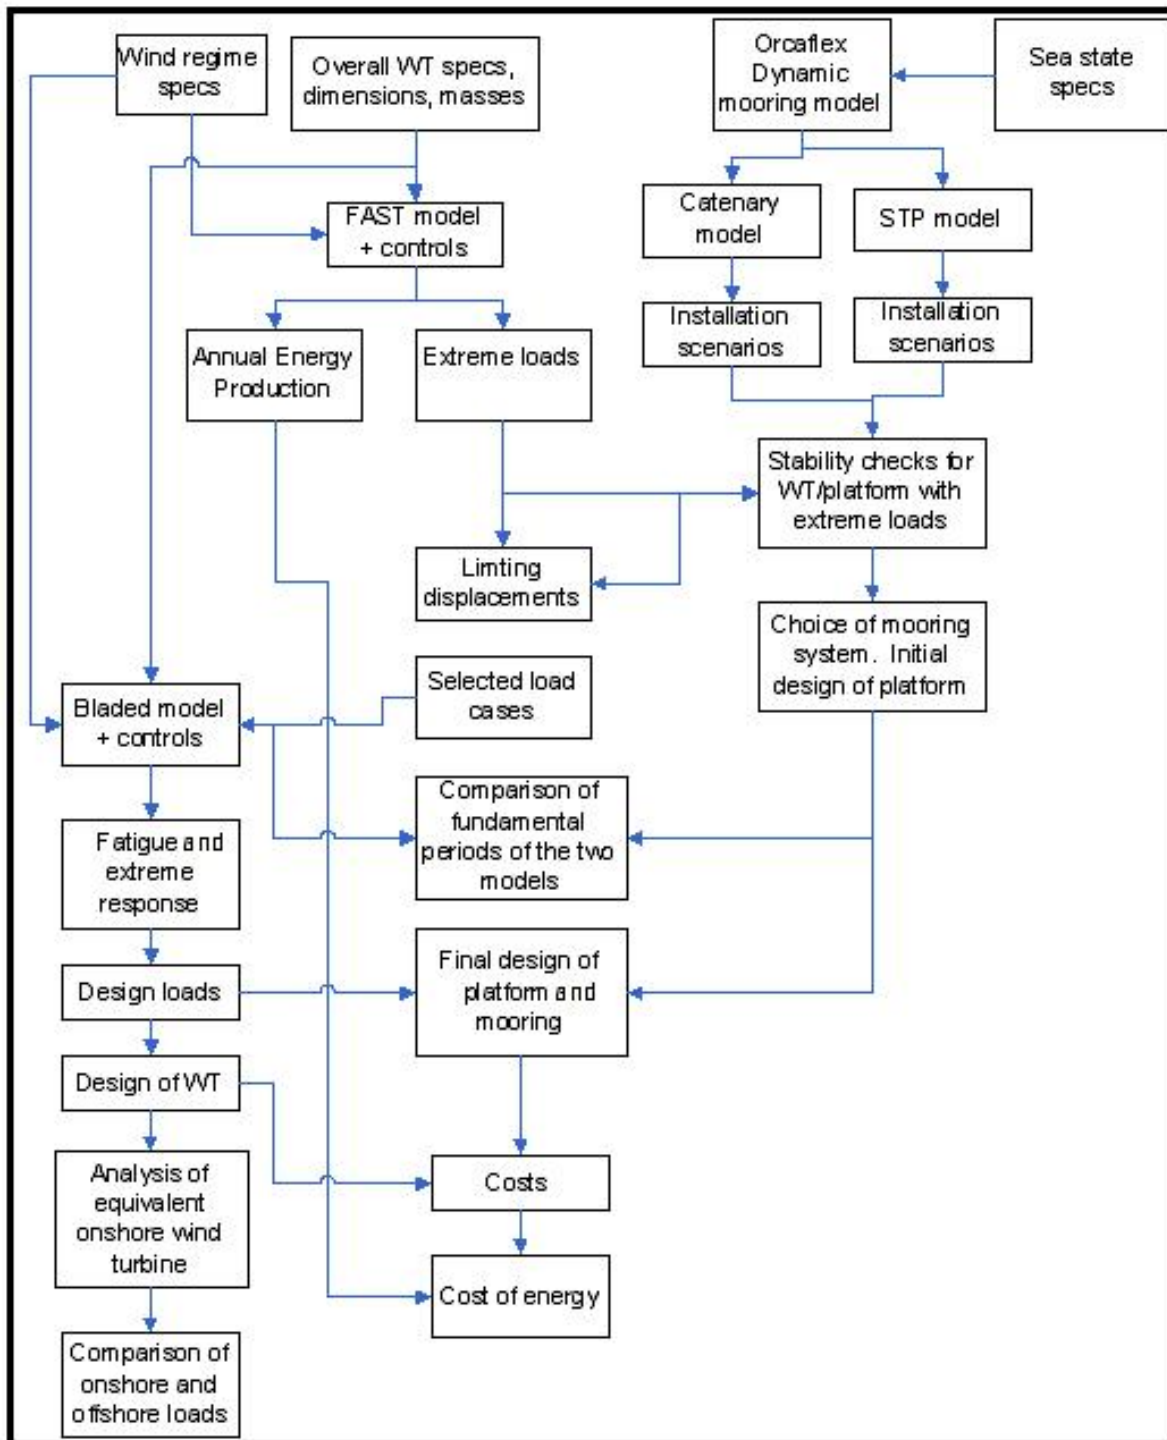 Wind regime
specs
Overall WT specs,
dimensions, masses
Orcaflex
Dynamic
mooring model
Sea state
specs
FAST model
+ controls
Catenary
model
STP model
Annual Energy
Production
Extreme loads
Installation
scenarios
Installation
scenarios
Stability checks for
WT/platform with
extreme loads
Limting
displacements
Choice of mooring
system. Initial
design of platform
Selected load
cases
Bladed model
+ controls
Comparison of
fundamental
periods of the two
models
Fatigue and
extreme
response
Final design of
platform and
mooring
Design loads
Design of WT
Costs
Analysis of
equivalent
onshore wind
turbine
Cost of energy
Comparison of
onshore and
offshore loads